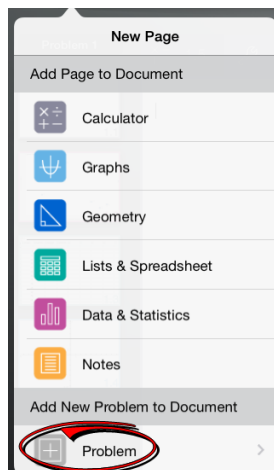 New Page
Add Page to Document
Calculator
Graphs
Geometry
Lists & Spreadsheet
Data & Statistics
Notes
Add New Problem to Document
Problem